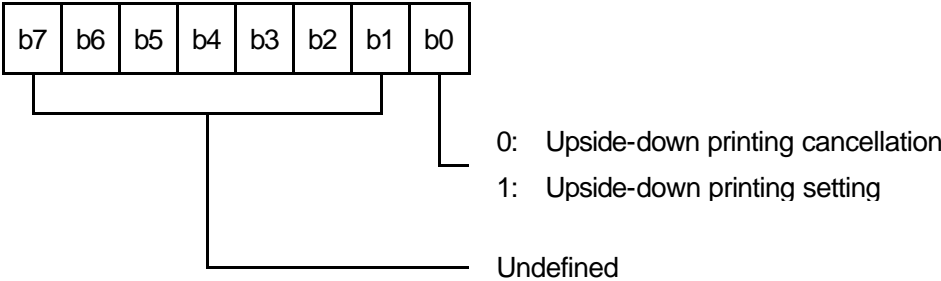 b7 b6 b5 b4 b3 b2 b1 b0
0: Upside-down printing cancellation
1: Upside-down printing setting
Undefined